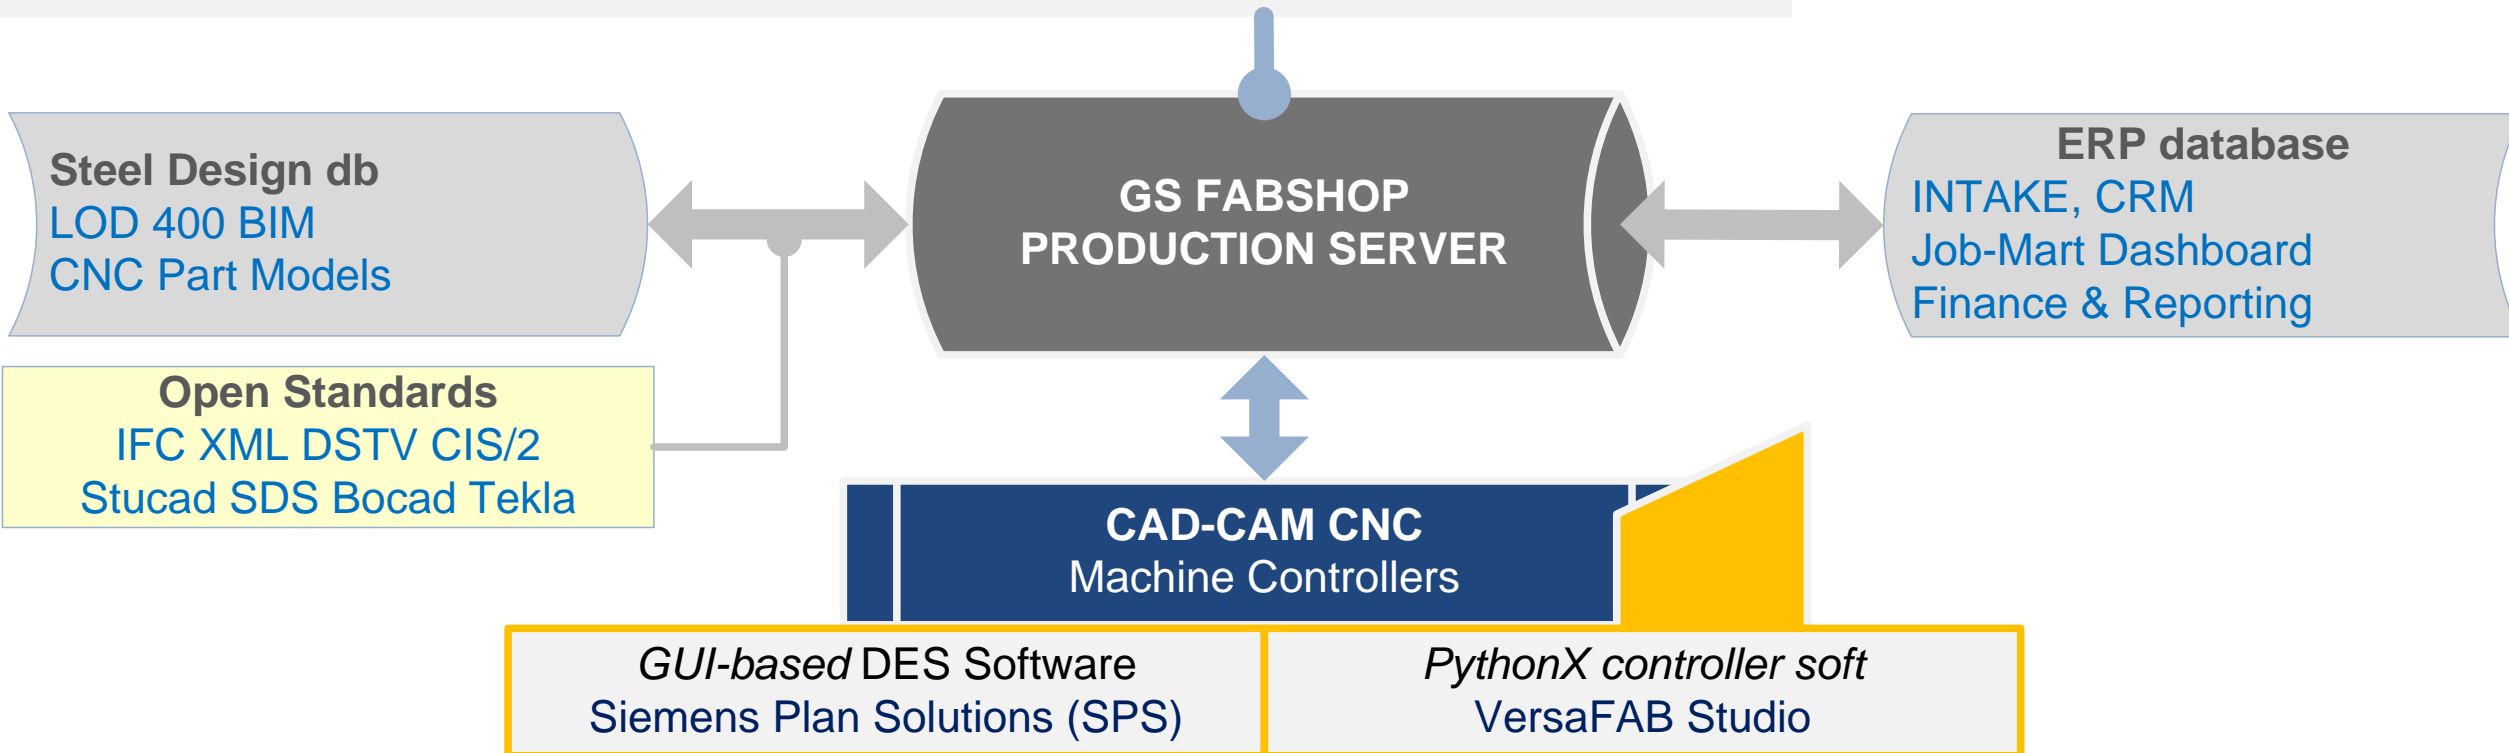 Steel Design db
LOD 400 BIM
CNC Part Models
GS FABSHOP
PRODUCTION SERVER
ERP database
INTAKE, CRM
Job-Mart Dashboard
Finance & Reporting
Open Standards
IFC XML DSTV CIS/2
Stucad SDS Bocad Tekla
CAD-CAM CNC
Machine Controllers
GUI-based DES Software
Siemens Plan Solutions (SPS)
PythonX controller soft
VersaFAB Studio